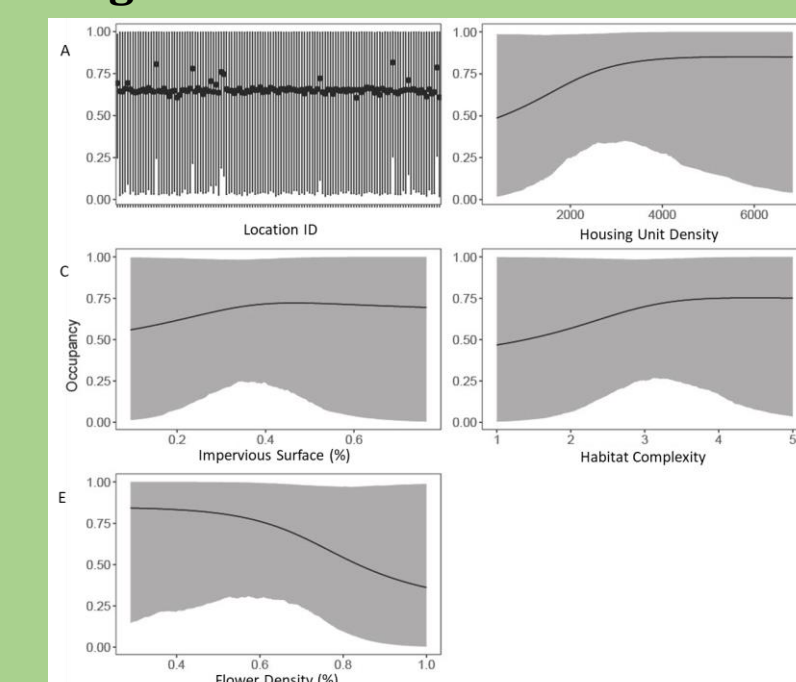 A
1.00
0.75
0.50
0.25
0.00
Location ID
1.00
0.75
0.50
0.25
0.00
2000 4000 6000
Housing Unit Density
C
Occupancy
1.00
0.75
0.50
0.25
0.00
0.2 0.4 0.6
Impervious Surface (%)
1.00
0.75
0.50
0.25
0.00
1 2 3 4 5
Habitat Complexity
E
1.00
0.75
0.50
0.25
0.00
0.4 0.6 0.8 1.0
Flower Density (%)